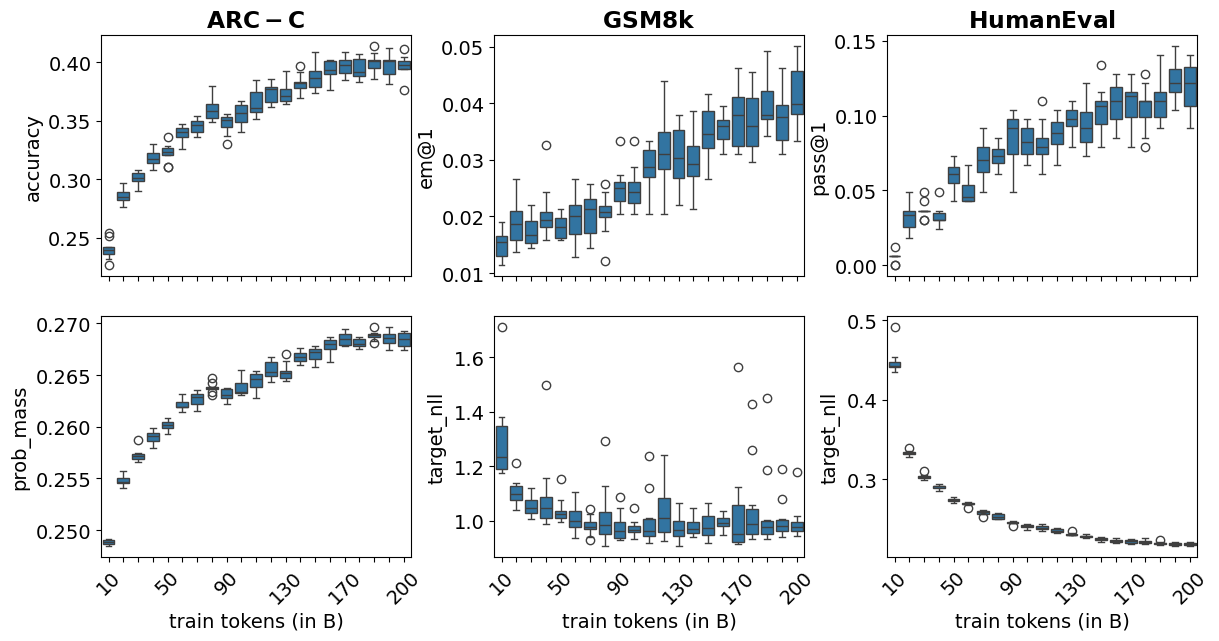 ARC − C
accuracy
0.40
0.35
0.30
0.25
GSM8k
em@1
0.05
0.04
0.03
0.02
0.01
HumanEval
pass@1
0.15
0.10
0.05
0.00
prob_mass
0.270
0.265
0.260
0.255
0.250
10 50 90 130 170 200
train tokens (in B)
target_nll
1.6
1.4
1.2
1.0
10 50 90 130 170 200
train tokens (in B)
target_nll
0.5
0.4
0.3
10 50 90 130 170 200
train tokens (in B)